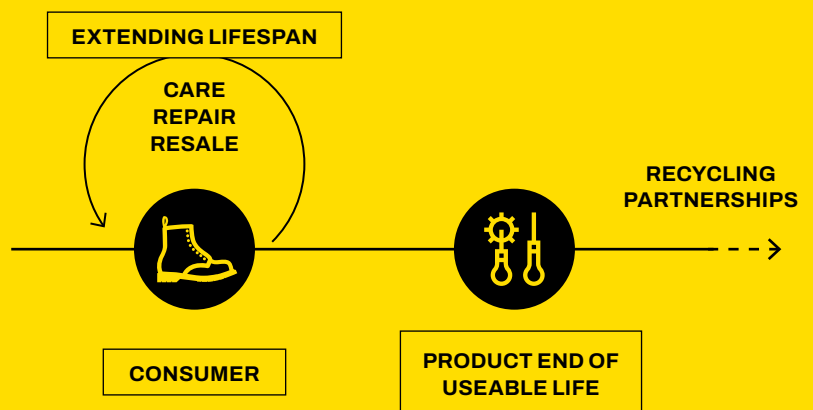 EXTENDING LIFESPAN
CARE
REPAIR
RESALE
RECYCLING
PARTNERSHIPS
CONSUMER
PRODUCT END OF
USEABLE LIFE